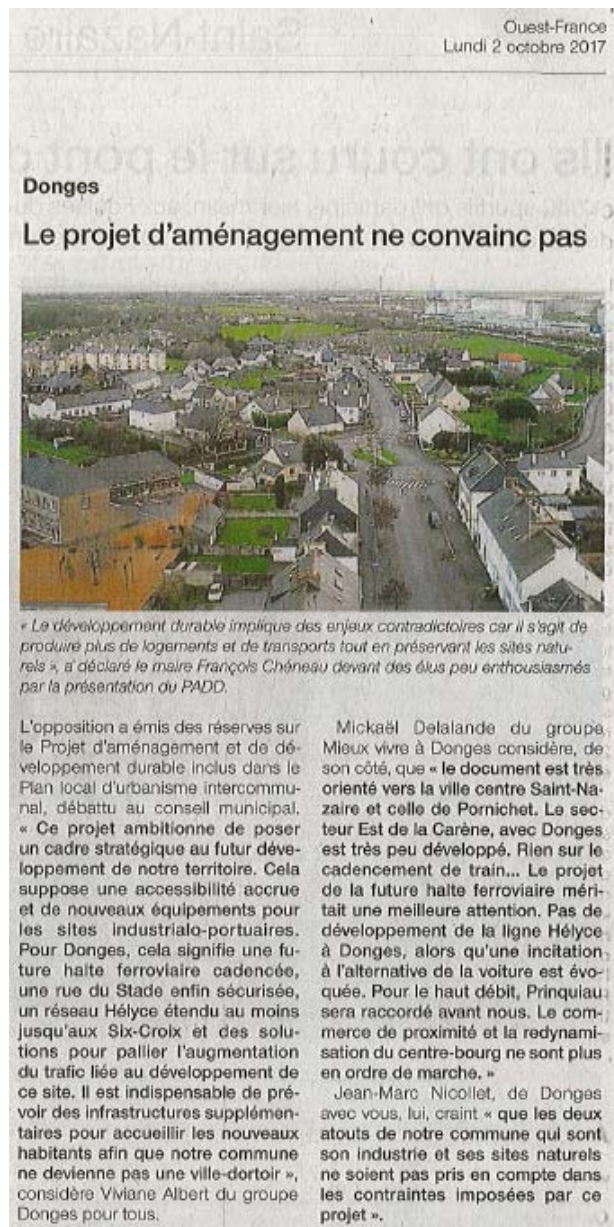 Ouest-France
Lundi 2 octobre 2017
Saint-Nazaire
Ils ont couru sur le pont
Donges
Le projet d'aménagement ne convainc pas
« Le développement durable implique des enjeux contradictoires car il s'agit de
produire plus de logements et de transports tout en préservant les sites natu-
rels », a déclaré le maire François Chéneau devant des élus peu enthousiasmés
par la présentation du PADD.
L'opposition a émis des réserves sur
le Projet d'aménagement et de dé-
veloppement durable inclus dans le
Plan local d'urbanisme intercommu-
nal, débattu au conseil municipal.
« Ce projet ambitionne de poser
un cadre stratégique au futur déve-
loppement de notre territoire. Cela
suppose une accessibilité accrue
et de nouveaux équipements pour
les sites industrialo-portuaires.
Pour Donges, cela signifie une fu-
ture halte ferroviaire cadencée,
une rue du Stade enfin sécurisée,
un réseau Hélyce étendu au moins
jusqu'aux Six-Croix et des solu-
tions pour pallier l'augmentation
du trafic liée au développement de
ce site. Il est indispensable de pré-
voir des infrastructures supplémen-
taires pour accueillir les nouveaux
habitants afin que notre commune
ne devienne pas une ville-dortoir »,
considère Viviane Albert du groupe
Donges pour tous.
Mickaël Delalande du groupe
Mieux vivre à Donges considère, de
son côté, que « le document est très
orienté vers la ville centre Saint-Na-
zaire et celle de Pornichet. Le sec-
teur Est de la Carène, avec Donges
est très peu développé. Rien sur le
cadencement de train... Le projet
de la future halte ferroviaire méri-
tait une meilleure attention. Pas de
développement de la ligne Hélyce
à Donges, alors qu'une incitation
à l'alternative de la voiture est évo-
quée. Pour le haut débit, Prinquiau
sera raccordé avant nous. Le com-
merce de proximité et la redynami-
sation du centre-bourg ne sont plus
en ordre de marche. »
Jean-Marc Nicollet, de Donges
avec vous, lui, craint « que les deux
atouts de notre commune qui sont
son industrie et ses sites naturels
ne soient pas pris en compte dans
les contraintes imposées par ce
projet ».